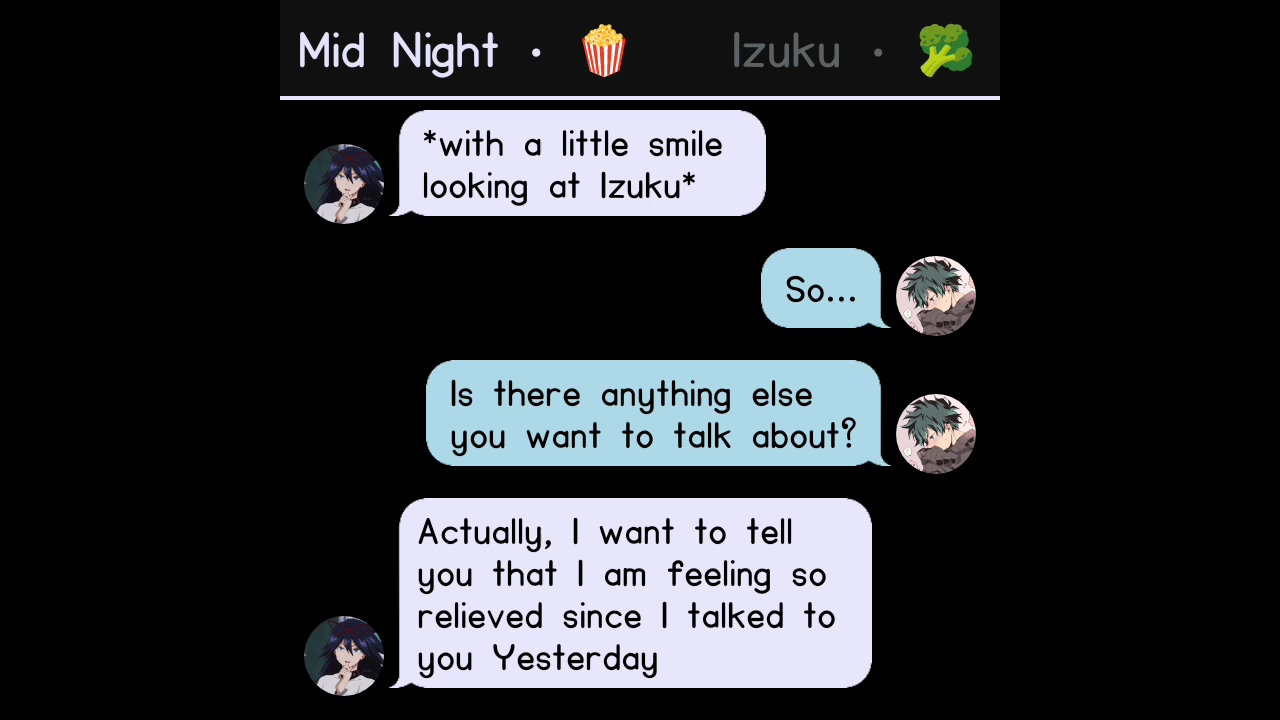 Mid Night • Izuku •
*with a little smile
looking at Izuku*
So...
Is there anything else
you want to talk about?
Actually, I want to tell
you that I am feeling so
relieved since I talked to
you Yesterday